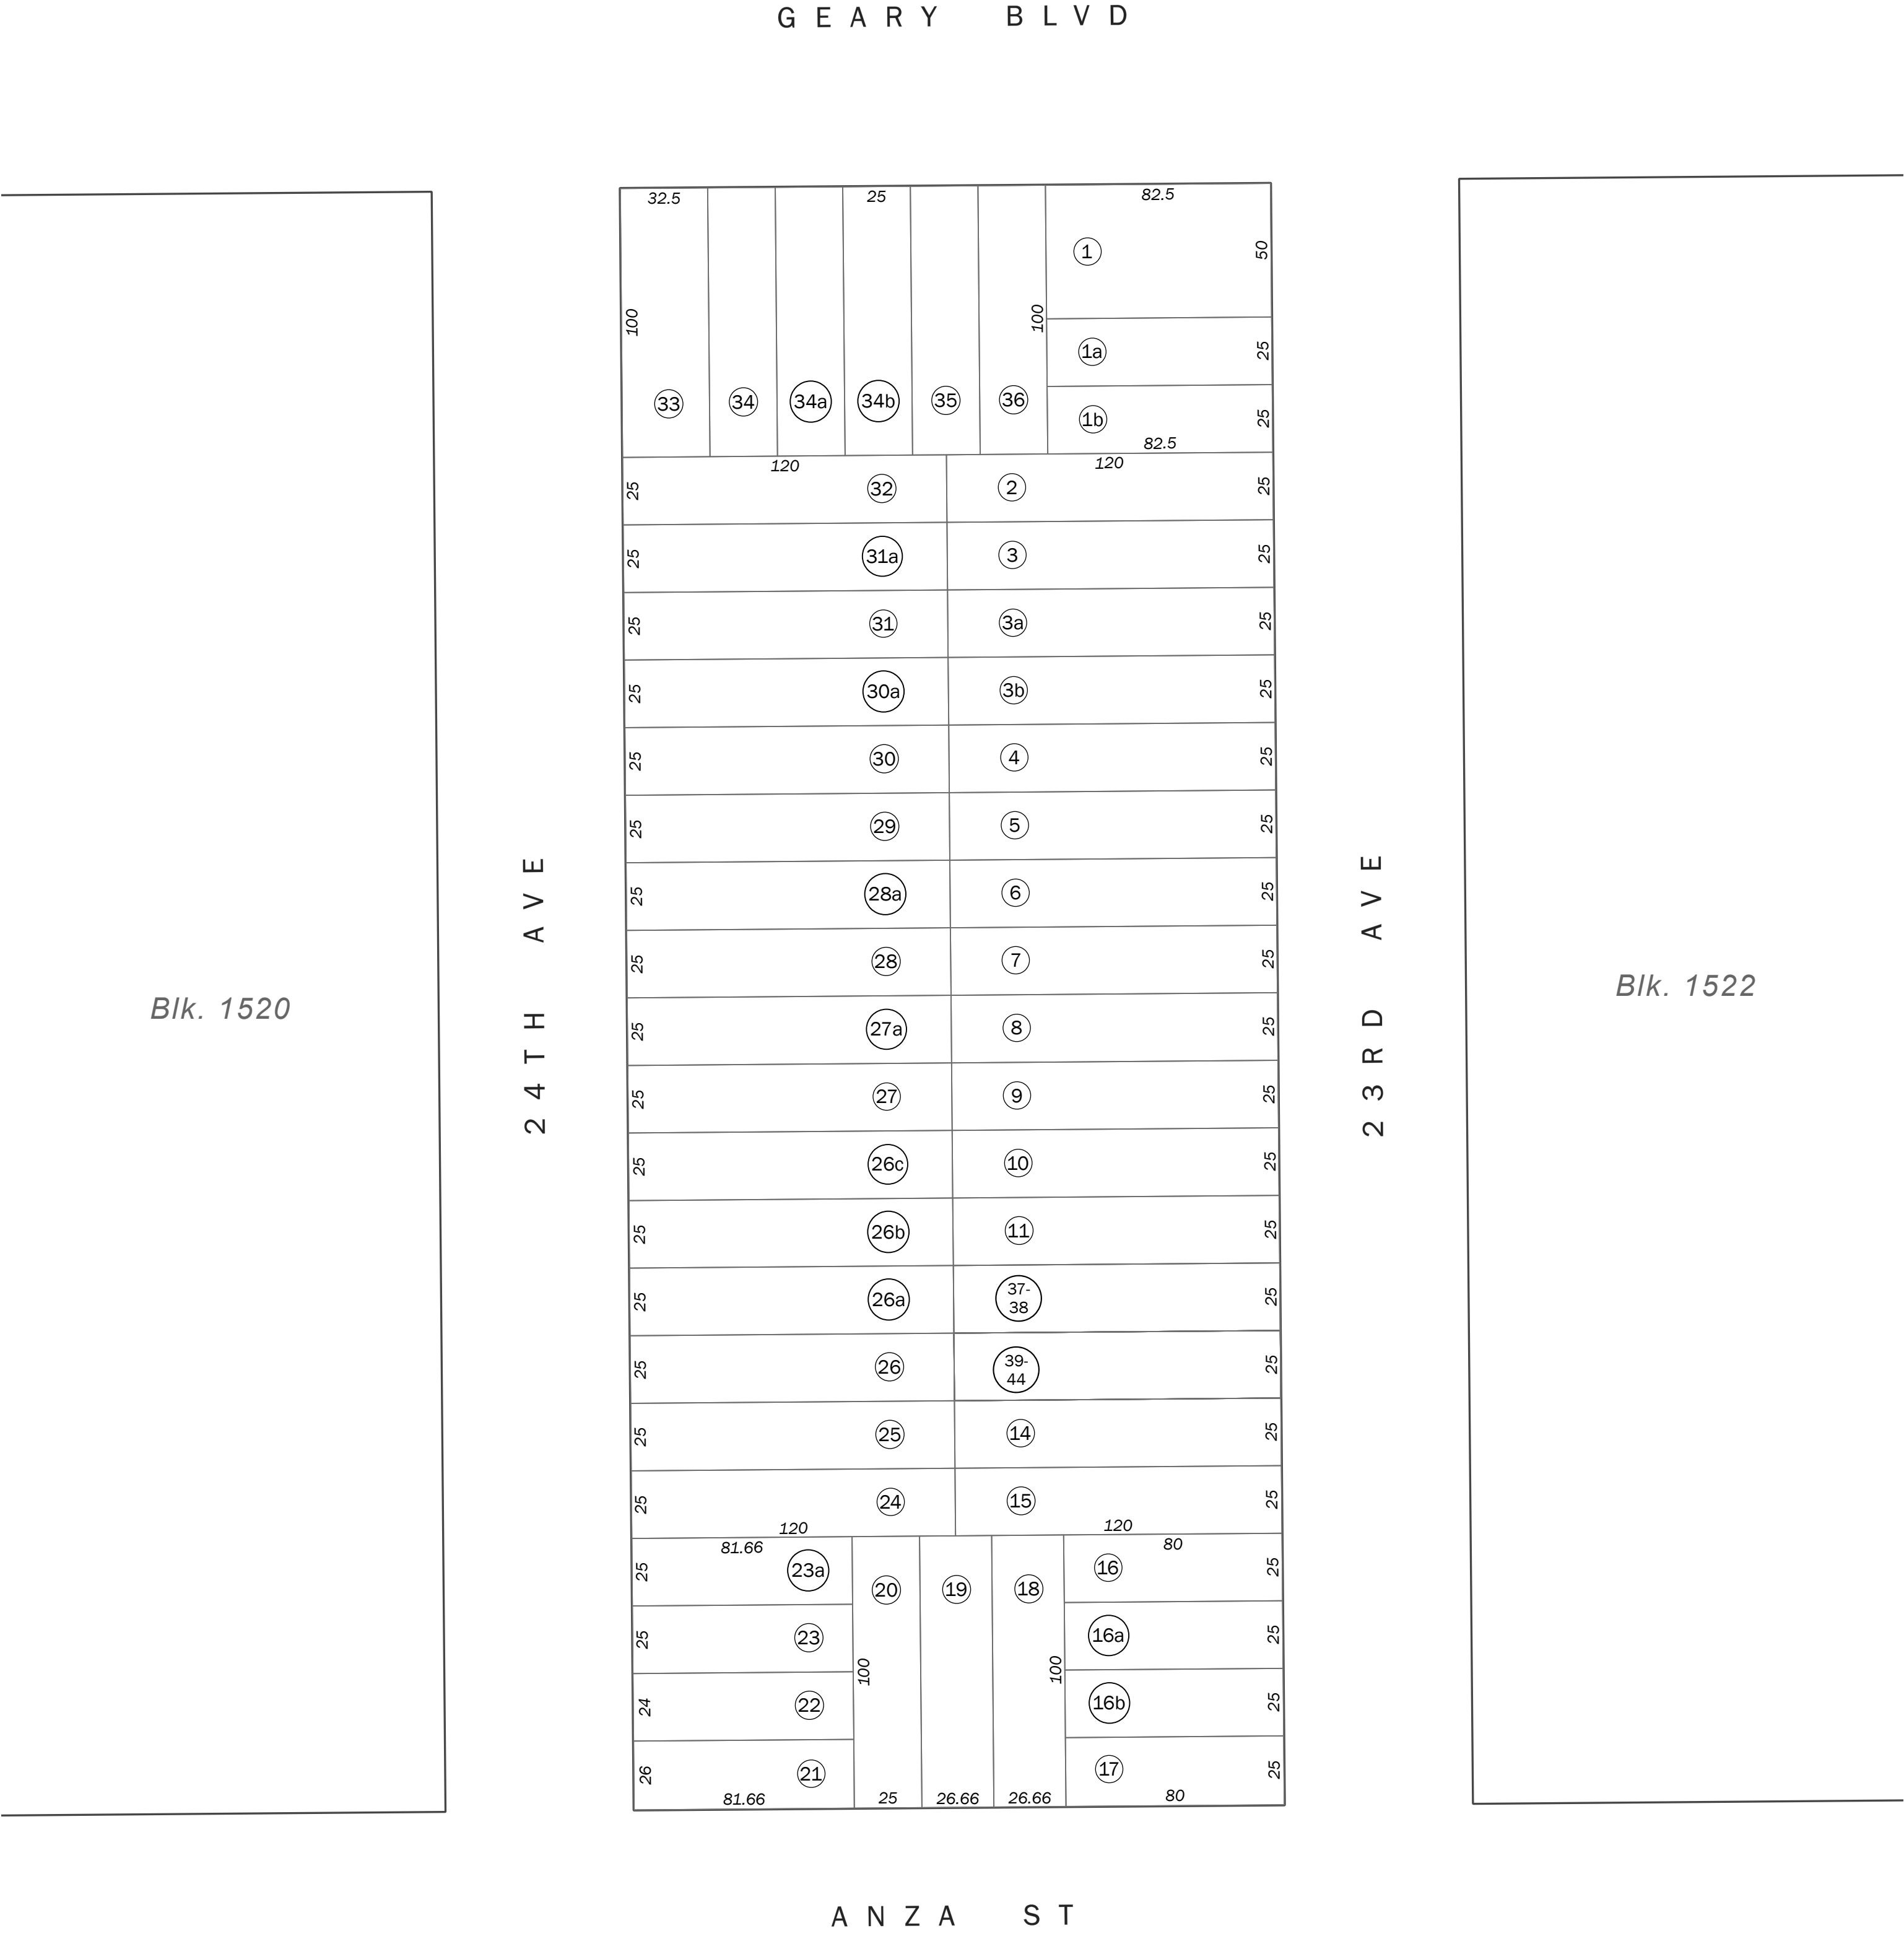 GEARY BLVD
32.5 25 82.5
1
50
100 100
1a 25
33 34 34a 34b 35 36
1b 25
82.5
120 120
25 32 2 25
25 31a 3 25
25 31 3a 25
25 30a 3b 25
25 30 4 25
25 29 5 25
25 28a 6 25
25 28 7 25
25 27a 8 25
25 27 9 25
25 26c 10 25
25 26b 11 25
25 26a 37-
38 25
25 26 39-
44 25
25 25 14 25
25 24 15 25
120 120
81.66 80
25 23a 20 19 18 16 25
25 23 16a 25
100 100
24 22 16b 25
26 21 17 25
81.66 25 26.66 26.66 80
24TH AVE
23RD AVE
Blk. 1520
Blk. 1522
ANZA ST